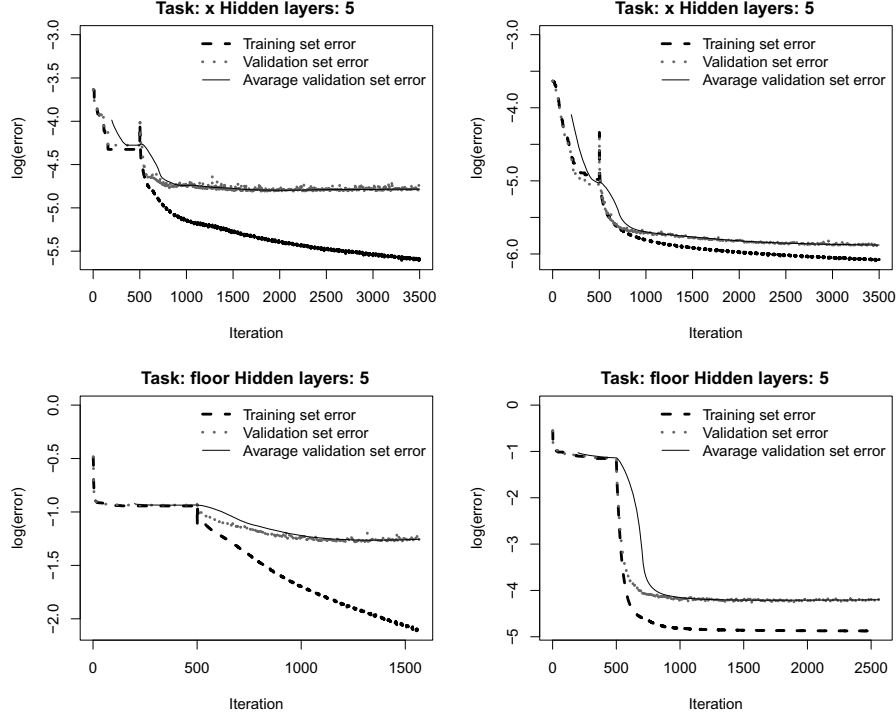 Task: x Hidden layers: 5
−3.0
−3.5
−4.0
−4.5
−5.0
−5.5
log(error)
Training set error
Validation set error
Avarage validation set error
0 500 1000 1500 2000 2500 3000 3500
Iteration
Task: x Hidden layers: 5
−3.0
−4.0
−5.0
−6.0
log(error)
Training set error
Validation set error
Avarage validation set error
0 500 1000 1500 2000 2500 3000 3500
Iteration
Task: floor Hidden layers: 5
0.0
−0.5
−1.0
−1.5
−2.0
log(error)
Training set error
Validation set error
Avarage validation set error
0 500 1000 1500
Iteration
Task: floor Hidden layers: 5
0
−1
−2
−3
−4
−5
log(error)
Training set error
Validation set error
Avarage validation set error
0 500 1000 1500 2000 2500
Iteration